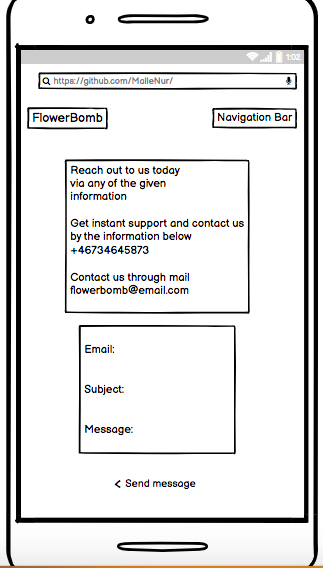 1:02
https://github.com/MalleNur/
FlowerBomb
Navigation Bar
Reach out to us today
via any of the given
information
Get instant support and contact us
by the information below
+46734645873
Contact us through mail
flowerbomb@email.com
Email:
Subject:
Message:
< Send message